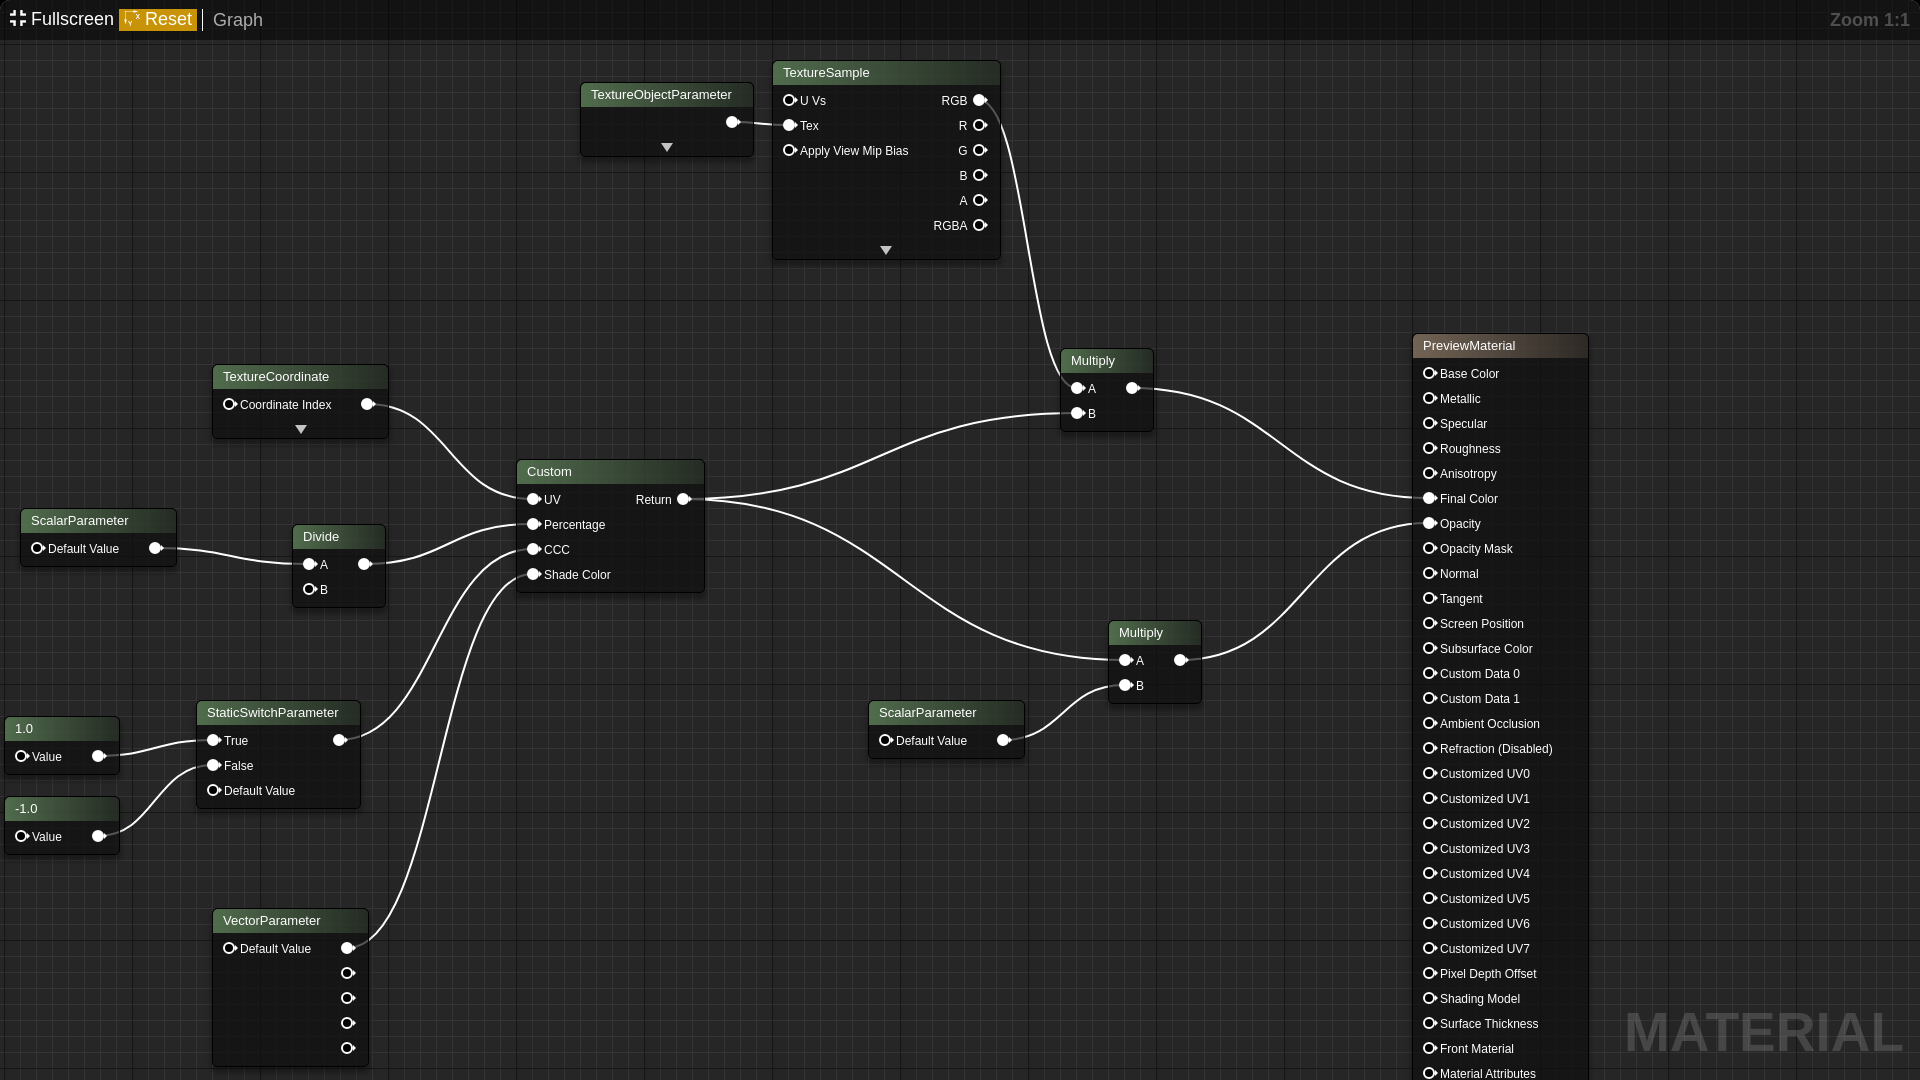 Fullscreen Reset Graph
Zoom 1:1
TextureObjectParameter
TextureSample
U Vs
RGB
Tex
R
Apply View Mip Bias
G
B
A
RGBA
TextureCoordinate
Coordinate Index
Multiply
A
B
Custom
UV
Return
Percentage
CCC
Shade Color
ScalarParameter
Default Value
Divide
A
B
Multiply
A
B
ScalarParameter
Default Value
StaticSwitchParameter
True
False
Default Value
1.0
Value
-1.0
Value
VectorParameter
Default Value
PreviewMaterial
Base Color
Metallic
Specular
Roughness
Anisotropy
Final Color
Opacity
Opacity Mask
Normal
Tangent
Screen Position
Subsurface Color
Custom Data 0
Custom Data 1
Ambient Occlusion
Refraction (Disabled)
Customized UV0
Customized UV1
Customized UV2
Customized UV3
Customized UV4
Customized UV5
Customized UV6
Customized UV7
Pixel Depth Offset
Shading Model
Surface Thickness
Front Material
Material Attributes
MATERIAL